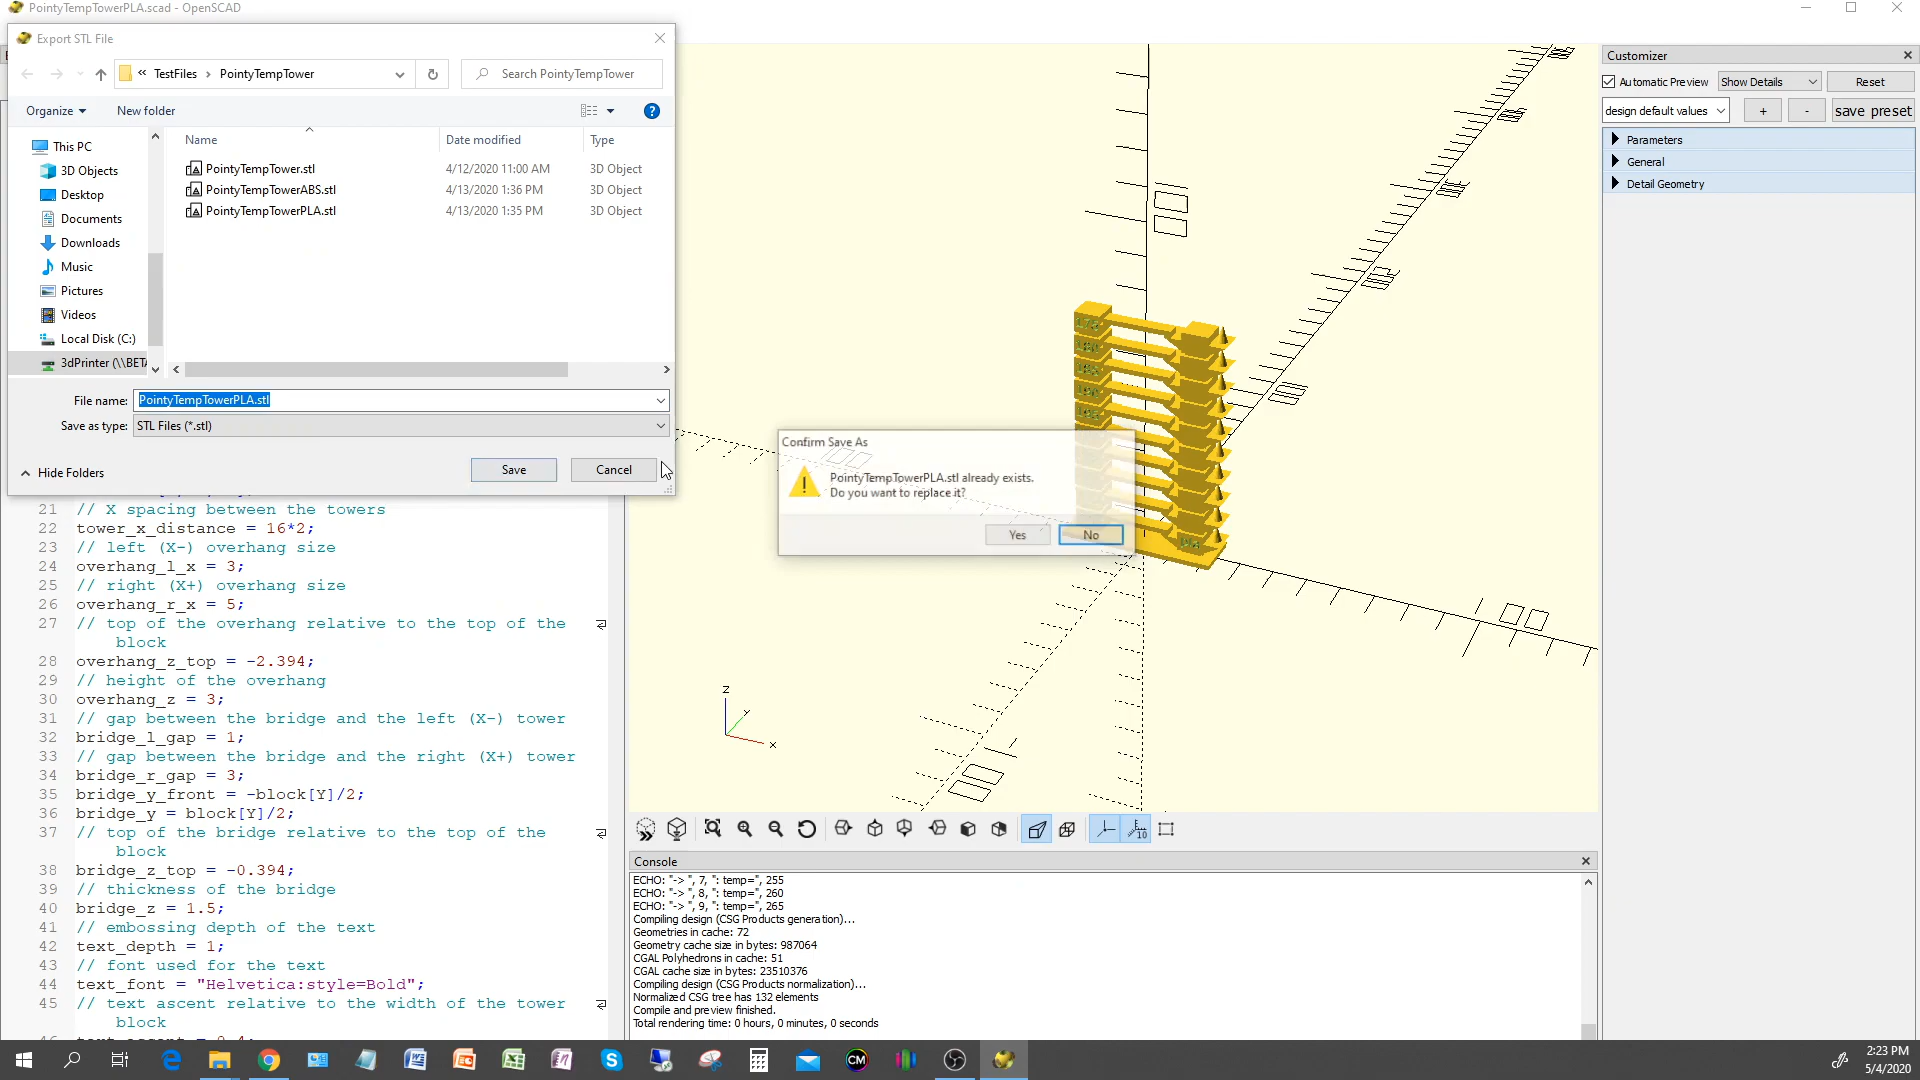 PointyTempTowerPLA.scad - OpenSCAD
Export STL File
« TestFiles › PointyTempTower
Search PointyTempTower
Organize
New folder
Name
Date modified
Type
This PC
3D Objects
Desktop
Documents
Downloads
Music
Pictures
Videos
Local Disk (C:)
3dPrinter (\\BETA
PointyTempTower.stl 4/12/2020 11:00 AM 3D Object
PointyTempTowerABS.stl 4/13/2020 1:36 PM 3D Object
PointyTempTowerPLA.stl 4/13/2020 1:35 PM 3D Object
File name: PointyTempTowerPLA.stl
Save as type: STL Files (*.stl)
Hide Folders
Save
Cancel
Confirm Save As
PointyTempTowerPLA.stl already exists.
Do you want to replace it?
Yes
No
21 // X spacing between the towers
22 tower_x_distance = 16*2;
23 // left (X-) overhang size
24 overhang_l_x = 3;
25 // right (X+) overhang size
26 overhang_r_x = 5;
27 // top of the overhang relative to the top of the
block
28 overhang_z_top = -2.394;
29 // height of the overhang
30 overhang_z = 3;
31 // gap between the bridge and the left (X-) tower
32 bridge_l_gap = 1;
33 // gap between the bridge and the right (X+) tower
34 bridge_r_gap = 3;
35 bridge_y_front = -block[Y]/2;
36 bridge_y = block[Y]/2;
37 // top of the bridge relative to the top of the
block
38 bridge_z_top = -0.394;
39 // thickness of the bridge
40 bridge_z = 1.5;
41 // embossing depth of the text
42 text_depth = 1;
43 // font used for the text
44 text_font = "Helvetica:style=Bold";
45 // text ascent relative to the width of the tower
block
z
y
x
10
Console
ECHO: "-> ", 7, ": temp=", 255
ECHO: "-> ", 8, ": temp=", 260
ECHO: "-> ", 9, ": temp=", 265
Compiling design (CSG Products generation)...
Geometries in cache: 72
Geometry cache size in bytes: 987064
CGAL Polyhedrons in cache: 51
CGAL cache size in bytes: 23510376
Compiling design (CSG Products normalization)...
Normalized CSG tree has 132 elements
Compile and preview finished.
Total rendering time: 0 hours, 0 minutes, 0 seconds
Customizer
Automatic Preview
Show Details
Reset
design default values
+
-
save preset
Parameters
General
Detail Geometry
2:23 PM
5/4/2020